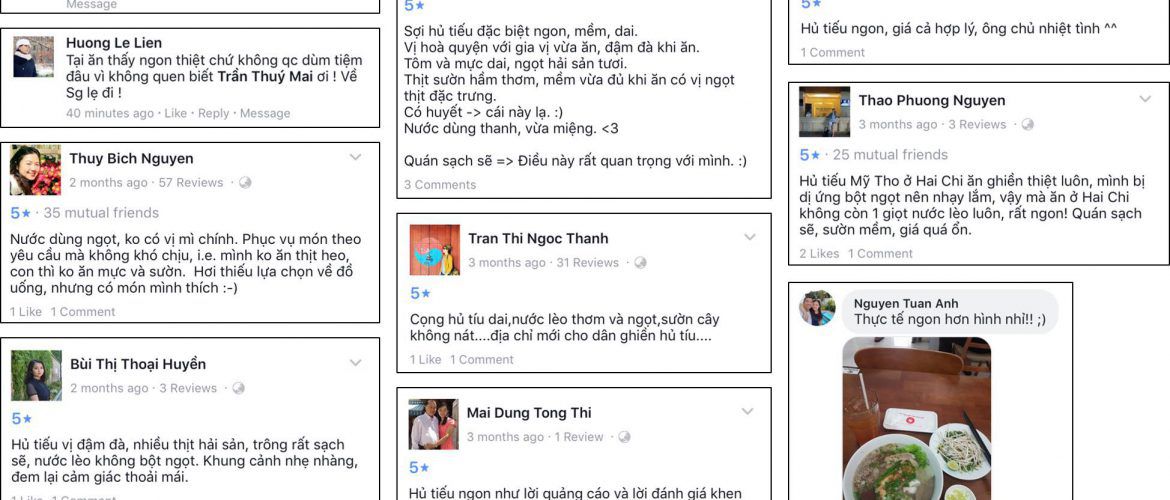 Message
Huong Le Lien
Tại ăn thấy ngon thiệt chứ không qc dùm tiệm
đâu vì không quen biết Trần Thuý Mai ơi ! Về
Sg lẹ đi !
40 minutes ago · Like · Reply · Message
Thuy Bich Nguyen
2 months ago · 57 Reviews ·
5★ · 35 mutual friends
Nước dùng ngọt, ko có vị mì chính. Phục vụ món theo
yêu cầu mà không khó chịu, i.e. mình ko ăn thịt heo,
con thì ko ăn mực và sườn. Hơi thiếu lựa chọn về đồ
uống, nhưng có món mình thích :-)
1 Like 1 Comment
Bùi Thị Thoại Huyền
2 months ago · 3 Reviews ·
5★
Hủ tiếu vị đậm đà, nhiều thịt hải sản, trông rất sạch
sẽ, nước lèo không bột ngọt. Khung cảnh nhẹ nhàng,
đem lại cảm giác thoải mái.
1 Like 1 Comment
5★
Sợi hủ tiếu đặc biệt ngon, mềm, dai.
Vị hoà quyện với gia vị vừa ăn, đậm đà khi ăn.
Tôm và mực dai, ngọt hải sản tươi.
Thịt sườn hầm thơm, mềm vừa đủ khi ăn có vị ngọt
thịt đặc trưng.
Có huyết -> cái này lạ. :)
Nước dùng thanh, vừa miệng. <3
Quán sạch sẽ => Điều này rất quan trọng với mình. :)
3 Comments
Tran Thi Ngoc Thanh
3 months ago · 31 Reviews ·
5★
Cọng hủ tíu dai,nước lèo thơm và ngọt,sườn cây
không nát....địa chỉ mới cho dân ghiền hủ tíu....
1 Like 1 Comment
Mai Dung Tong Thi
3 months ago · 1 Review ·
5★
Hủ tiếu ngon như lời quảng cáo và lời đánh giá khen
5★
Hủ tiếu ngon, giá cả hợp lý, ông chủ nhiệt tình ^^
1 Comment
Thao Phuong Nguyen
3 months ago · 3 Reviews ·
5★ · 25 mutual friends
Hủ tiếu Mỹ Tho ở Hai Chi ăn ghiền thiệt luôn, mình bị
dị ứng bột ngọt nên nhạy lắm, vậy mà ăn ở Hai Chi
không còn 1 giọt nước lèo luôn, rất ngon! Quán sạch
sẽ, sườn mềm, giá quá ổn.
2 Likes 1 Comment
Nguyen Tuan Anh
Thực tế ngon hơn hình nhỉ!! ;)